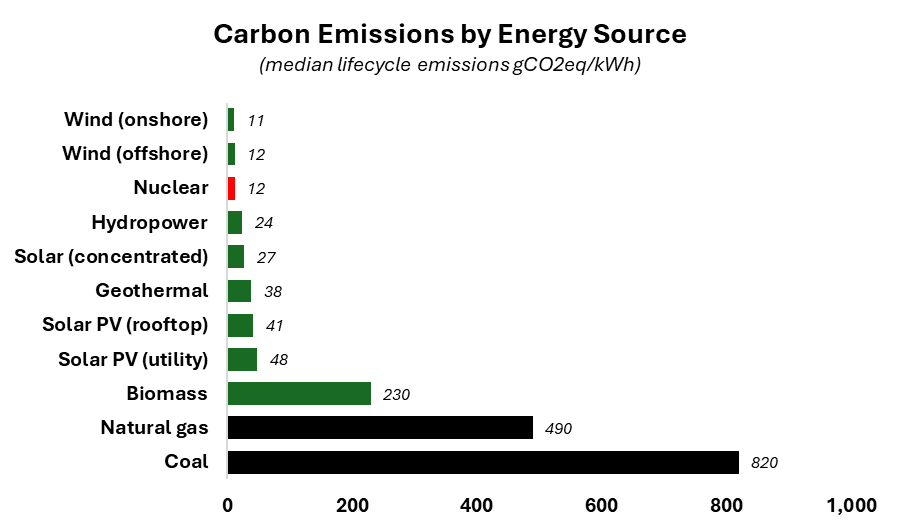 Carbon Emissions by Energy Source
(median lifecycle emissions gCO2eq/kWh)
Wind (onshore) 11
Wind (offshore) 12
Nuclear 12
Hydropower 24
Solar (concentrated) 27
Geothermal 38
Solar PV (rooftop) 41
Solar PV (utility) 48
Biomass 230
Natural gas 490
Coal 820
0 200 400 600 800 1,000